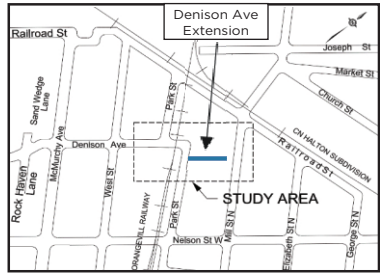 Denison Ave
Extension
Railroad St
Joseph St
Market St
Church St
Sand Wedge
Lane
Park St
CN HALTON SUBDIVISION
Railroad St
McMurchy Ave
Denison Ave
Rock Haven
Lane
West St
STUDY AREA
Park St
ORANGEVILL RAILWAY
Mill St N
Nelson St W
Elizabeth St N
George St N